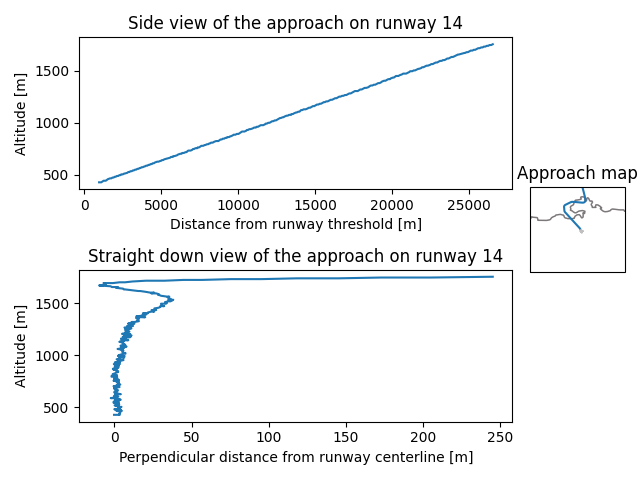 Side view of the approach on runway 14
Altitude [m]
1500
1000
500
0 5000 10000 15000 20000 25000
Distance from runway threshold [m]
Approach map
Straight down view of the approach on runway 14
Altitude [m]
1500
1000
500
0 50 100 150 200 250
Perpendicular distance from runway centerline [m]